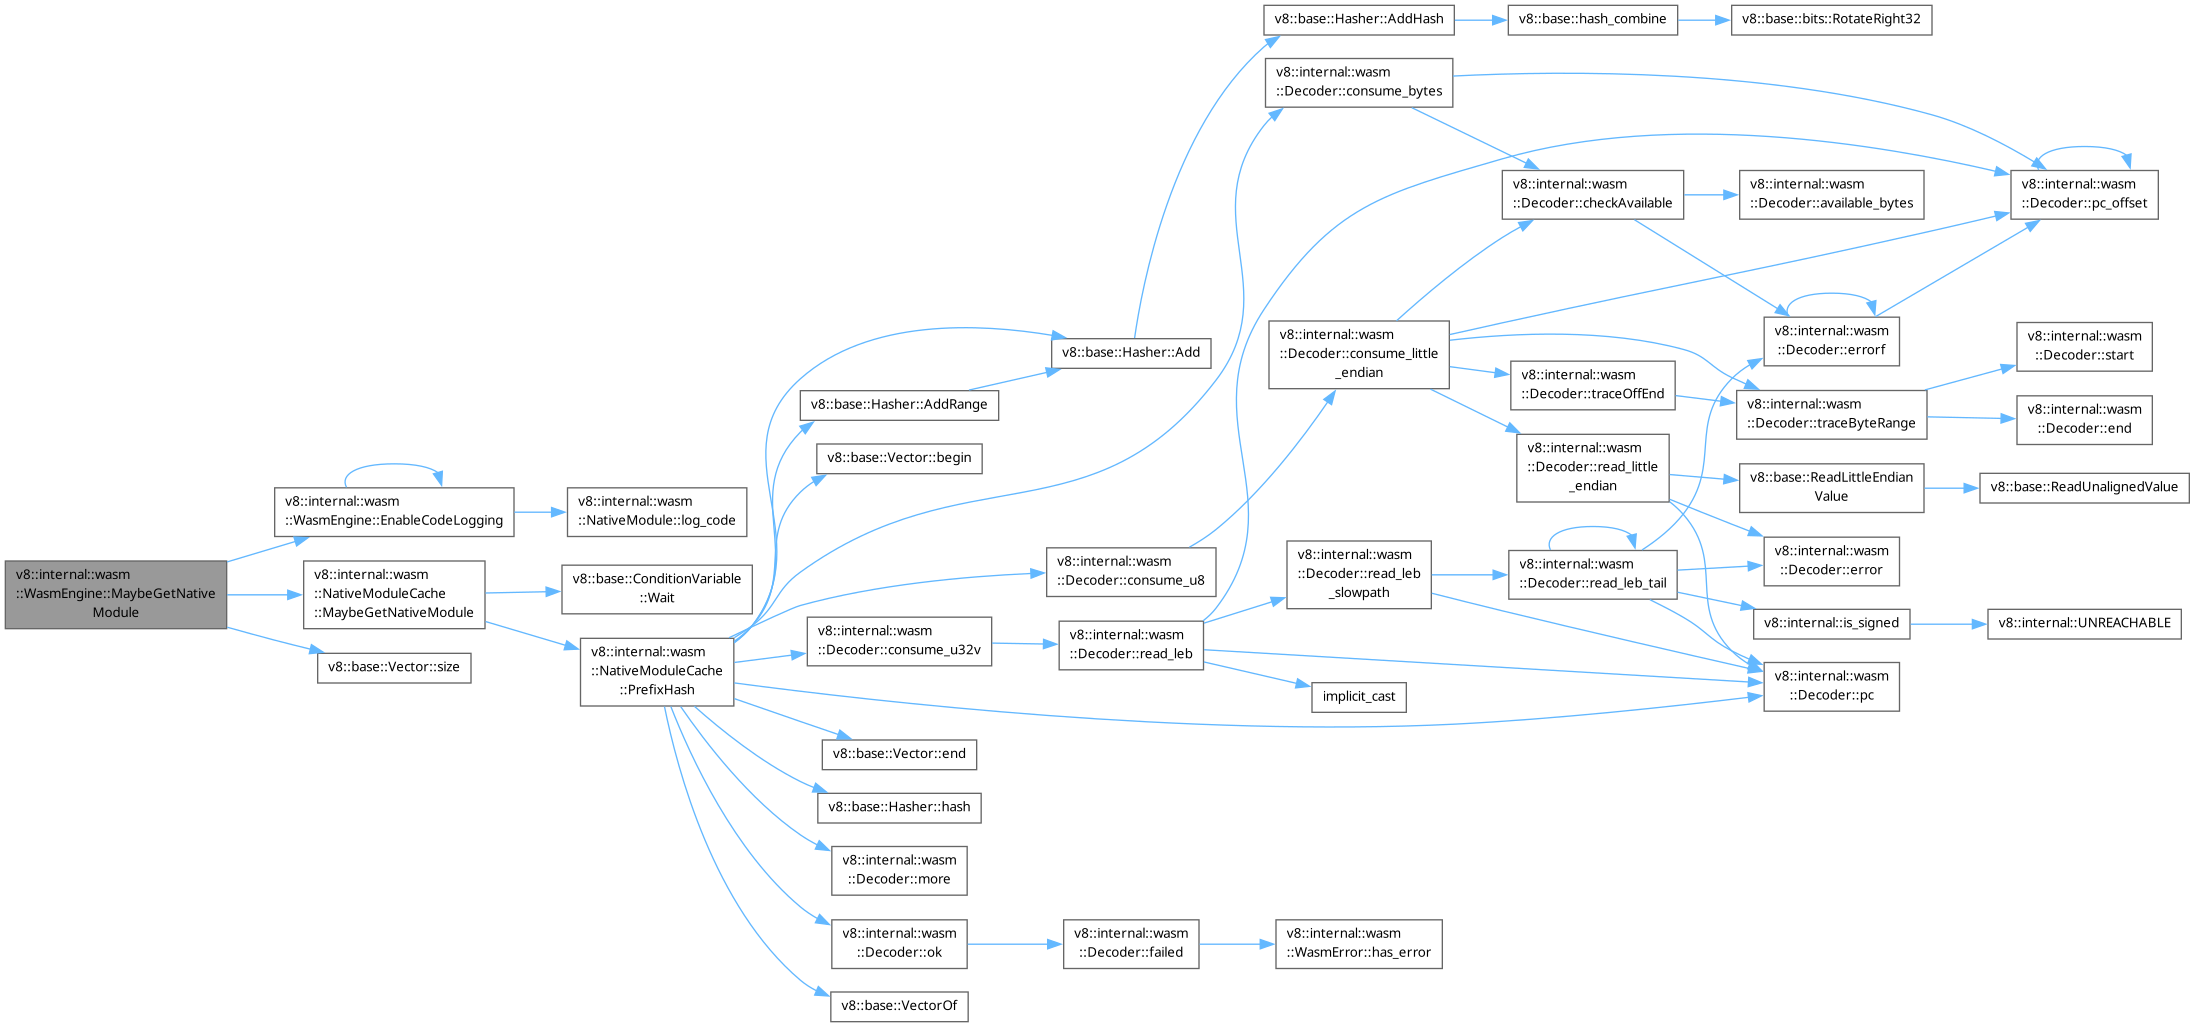 v8::internal::wasm
::WasmEngine::MaybeGetNative
Module
v8::internal::wasm
::WasmEngine::EnableCodeLogging
v8::internal::wasm
::NativeModule::log_code
v8::internal::wasm
::NativeModuleCache
::MaybeGetNativeModule
v8::base::Vector::size
v8::base::ConditionVariable
::Wait
v8::internal::wasm
::NativeModuleCache
::PrefixHash
v8::base::Hasher::AddRange
v8::base::Vector::begin
v8::internal::wasm
::Decoder::consume_u32v
v8::base::Vector::end
v8::base::Hasher::hash
v8::internal::wasm
::Decoder::more
v8::internal::wasm
::Decoder::ok
v8::base::VectorOf
v8::base::Hasher::Add
v8::internal::wasm
::Decoder::consume_u8
v8::internal::wasm
::Decoder::read_leb
v8::internal::wasm
::Decoder::failed
v8::base::Hasher::AddHash
v8::internal::wasm
::Decoder::consume_bytes
v8::internal::wasm
::Decoder::consume_little
_endian
v8::internal::wasm
::Decoder::read_leb
_slowpath
implicit_cast
v8::internal::wasm
::WasmError::has_error
v8::base::hash_combine
v8::internal::wasm
::Decoder::checkAvailable
v8::internal::wasm
::Decoder::traceOffEnd
v8::internal::wasm
::Decoder::read_little
_endian
v8::internal::wasm
::Decoder::read_leb_tail
v8::base::bits::RotateRight32
v8::internal::wasm
::Decoder::available_bytes
v8::internal::wasm
::Decoder::errorf
v8::internal::wasm
::Decoder::traceByteRange
v8::base::ReadLittleEndian
Value
v8::internal::wasm
::Decoder::error
v8::internal::is_signed
v8::internal::wasm
::Decoder::pc
v8::internal::wasm
::Decoder::pc_offset
v8::internal::wasm
::Decoder::start
v8::internal::wasm
::Decoder::end
v8::base::ReadUnalignedValue
v8::internal::UNREACHABLE